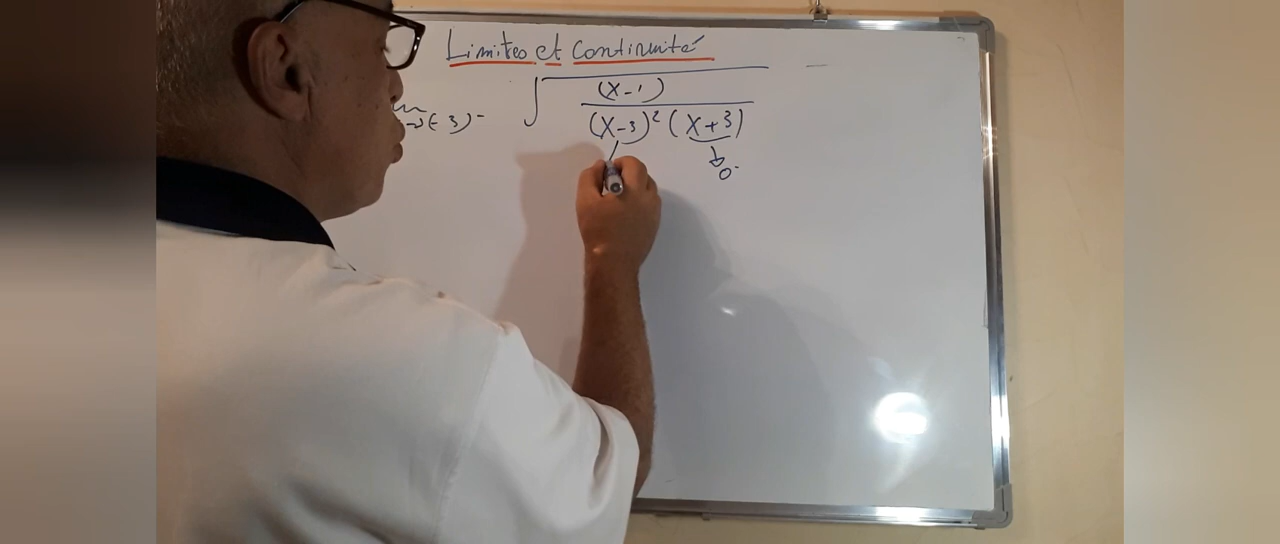 Limites et Continuité
√ (x-1)
→(-3)⁻ (x-3)² (x+3)
0⁻